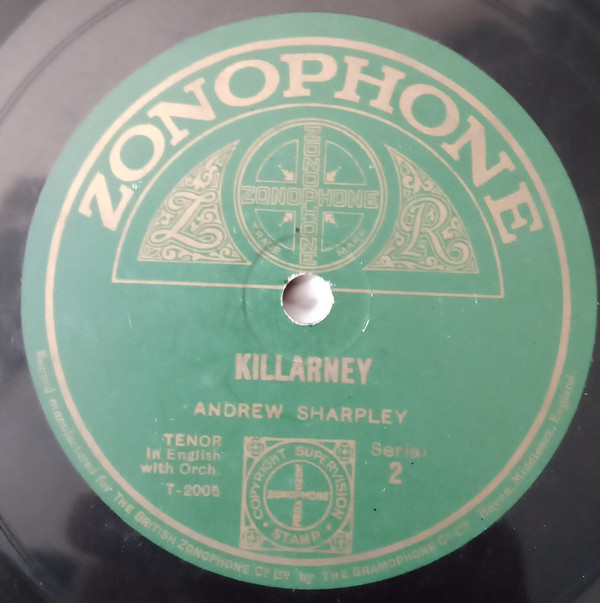 ZONOPHONE
ZONOPHONE
ZONOPHONE
TRADE MARK
Z R
KILLARNEY
ANDREW SHARPLEY
TENOR
In English
with Orch.
T-2005
COPYRIGHT SUPERVISION
ZONOPHONE
STAMP
Serial
2
Record manufactured for THE BRITISH ZONOPHONE Co Ltd by THE GRAMOPHONE Co Ltd Hayes, Middlesex, England.